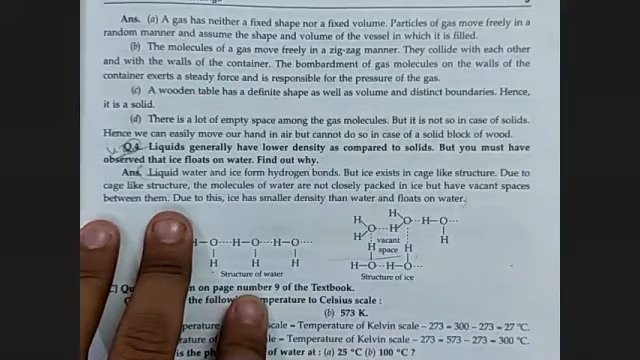 Ans. (a) A gas has neither a fixed shape nor a fixed volume. Particles of gas move freely in a
random manner and assume the shape and volume of the vessel in which it is filled.
(b) The molecules of a gas move freely in a zig-zag manner. They collide with each other
and with the walls of the container. The bombardment of gas molecules on the walls of the
container exerts a steady force and is responsible for the pressure of the gas.
(c) A wooden table has a definite shape as well as volume and distinct boundaries. Hence,
it is a solid.
(d) There is a lot of empty space among the gas molecules. But it is not so in case of solids.
Hence we can easily move our hand in air but cannot do so in case of a solid block of wood.
Q.4. Liquids generally have lower density as compared to solids. But you must have
observed that ice floats on water. Find out why.
Ans. Liquid water and ice form hydrogen bonds. But ice exists in cage like structure. Due to
cage like structure, the molecules of water are not closely packed in ice but have vacant spaces
between them. Due to this, ice has smaller density than water and floats on water.
H—O····H—O····H—O····
H H H
Structure of water
H H O—H—O···
H O···H H
H vacant H
space
H—O···H—O···
Structure of ice
on page number 9 of the Textbook.
the following temperature to Celsius scale :
(b) 573 K.
scale = Temperature of Kelvin scale – 273 = 300 – 273 = 27 °C.
scale = Temperature of Kelvin scale – 273 = 573 – 273 = 300 °C.
of water at : (a) 25 °C (b) 100 °C ?